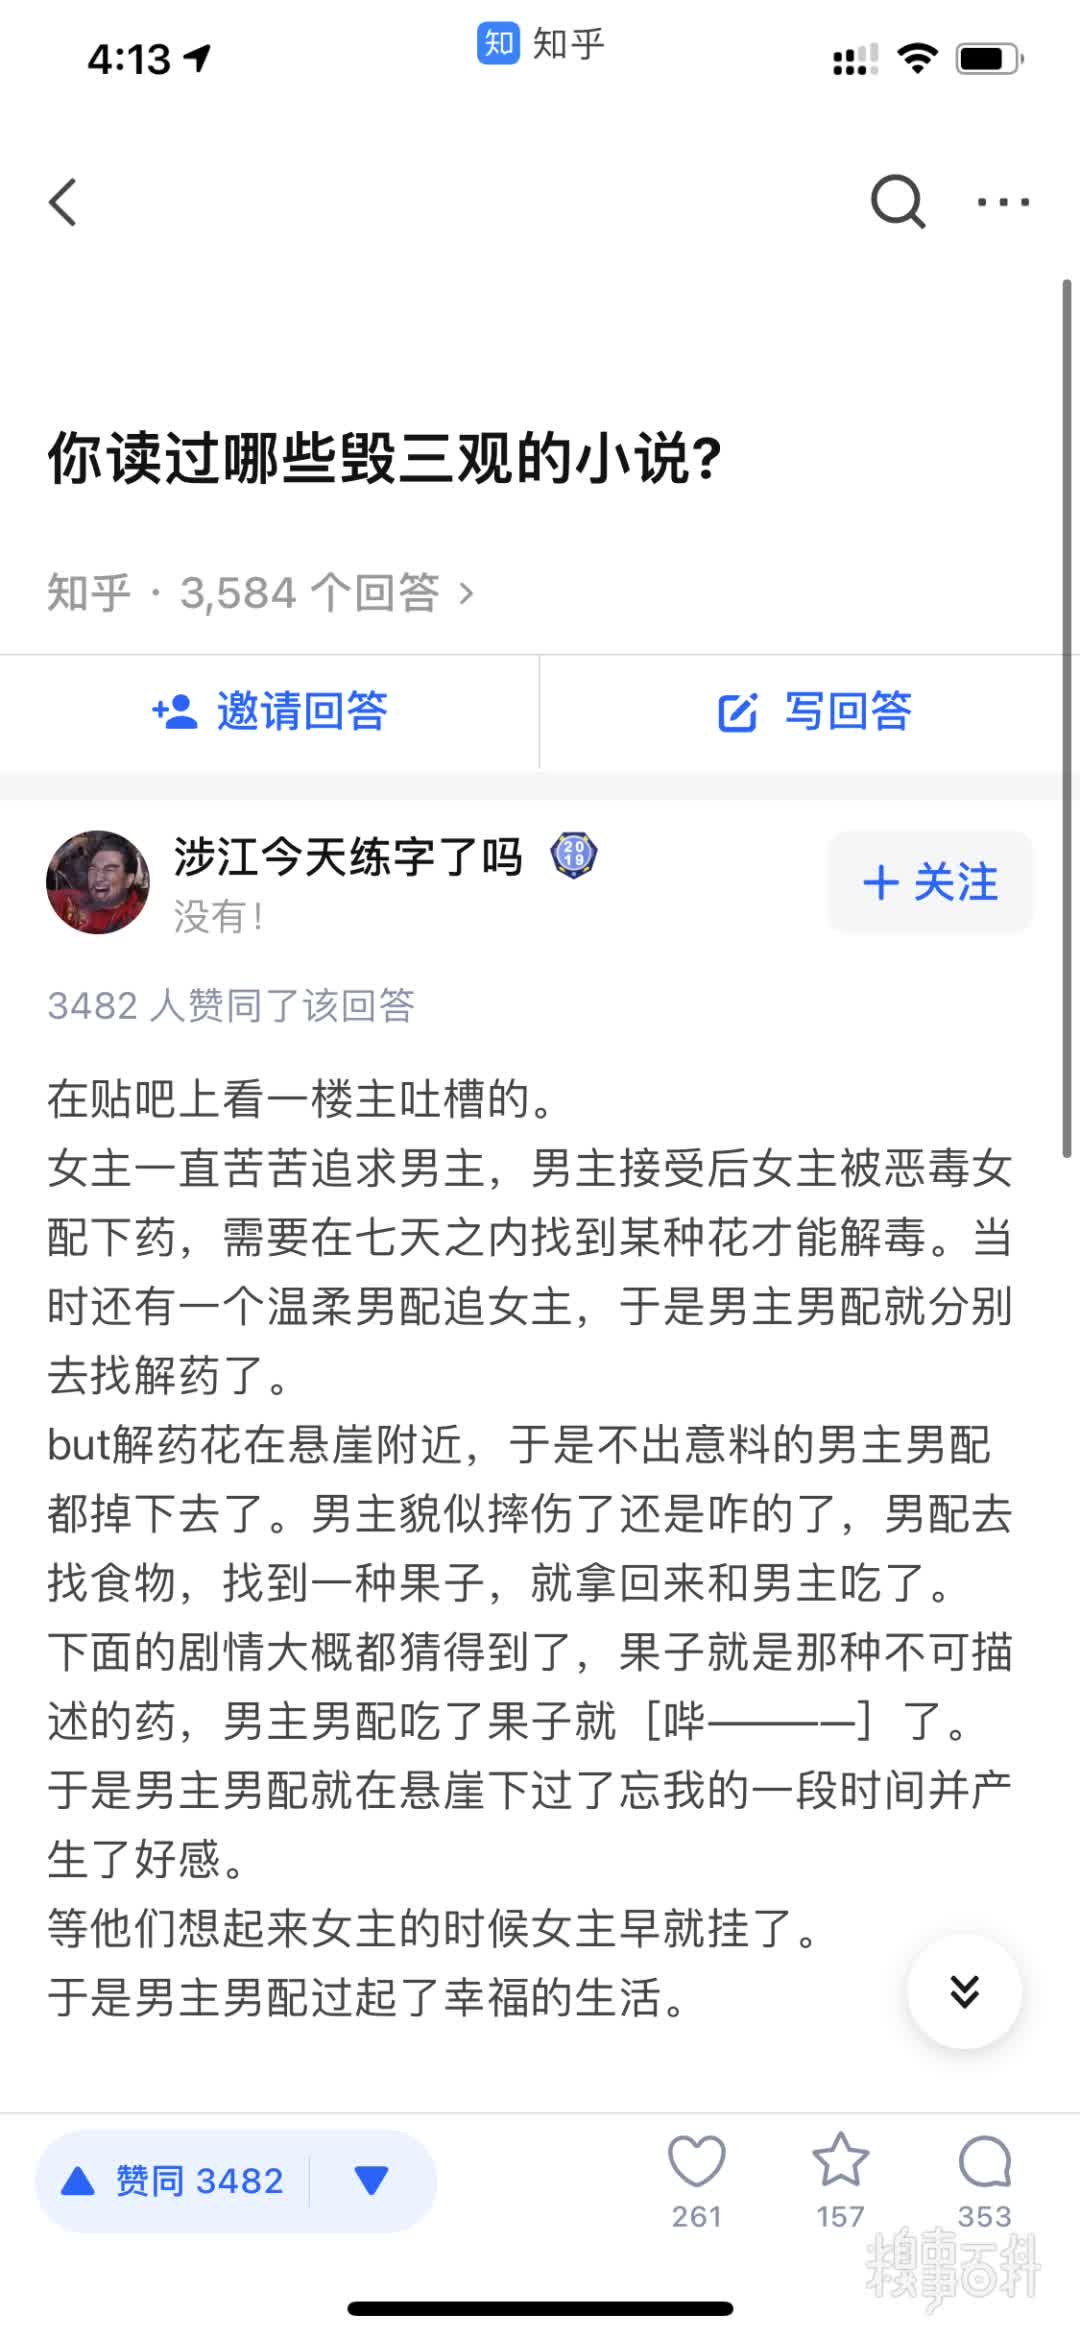 4:13
知 知乎
你读过哪些毁三观的小说?
知乎 · 3,584 个回答 >
邀请回答
写回答
涉江今天练字了吗
2019
没有！
+ 关注
3482 人赞同了该回答
在贴吧上看一楼主吐槽的。
女主一直苦苦追求男主，男主接受后女主被恶毒女
配下药，需要在七天之内找到某种花才能解毒。当
时还有一个温柔男配追女主，于是男主男配就分别
去找解药了。
but解药花在悬崖附近，于是不出意料的男主男配
都掉下去了。男主貌似摔伤了还是咋的了，男配去
找食物，找到一种果子，就拿回来和男主吃了。
下面的剧情大概都猜得到了，果子就是那种不可描
述的药，男主男配吃了果子就［哔———–］了。
于是男主男配就在悬崖下过了忘我的一段时间并产
生了好感。
等他们想起来女主的时候女主早就挂了。
于是男主男配过起了幸福的生活。
赞同 3482
261
157
353
糗事百科